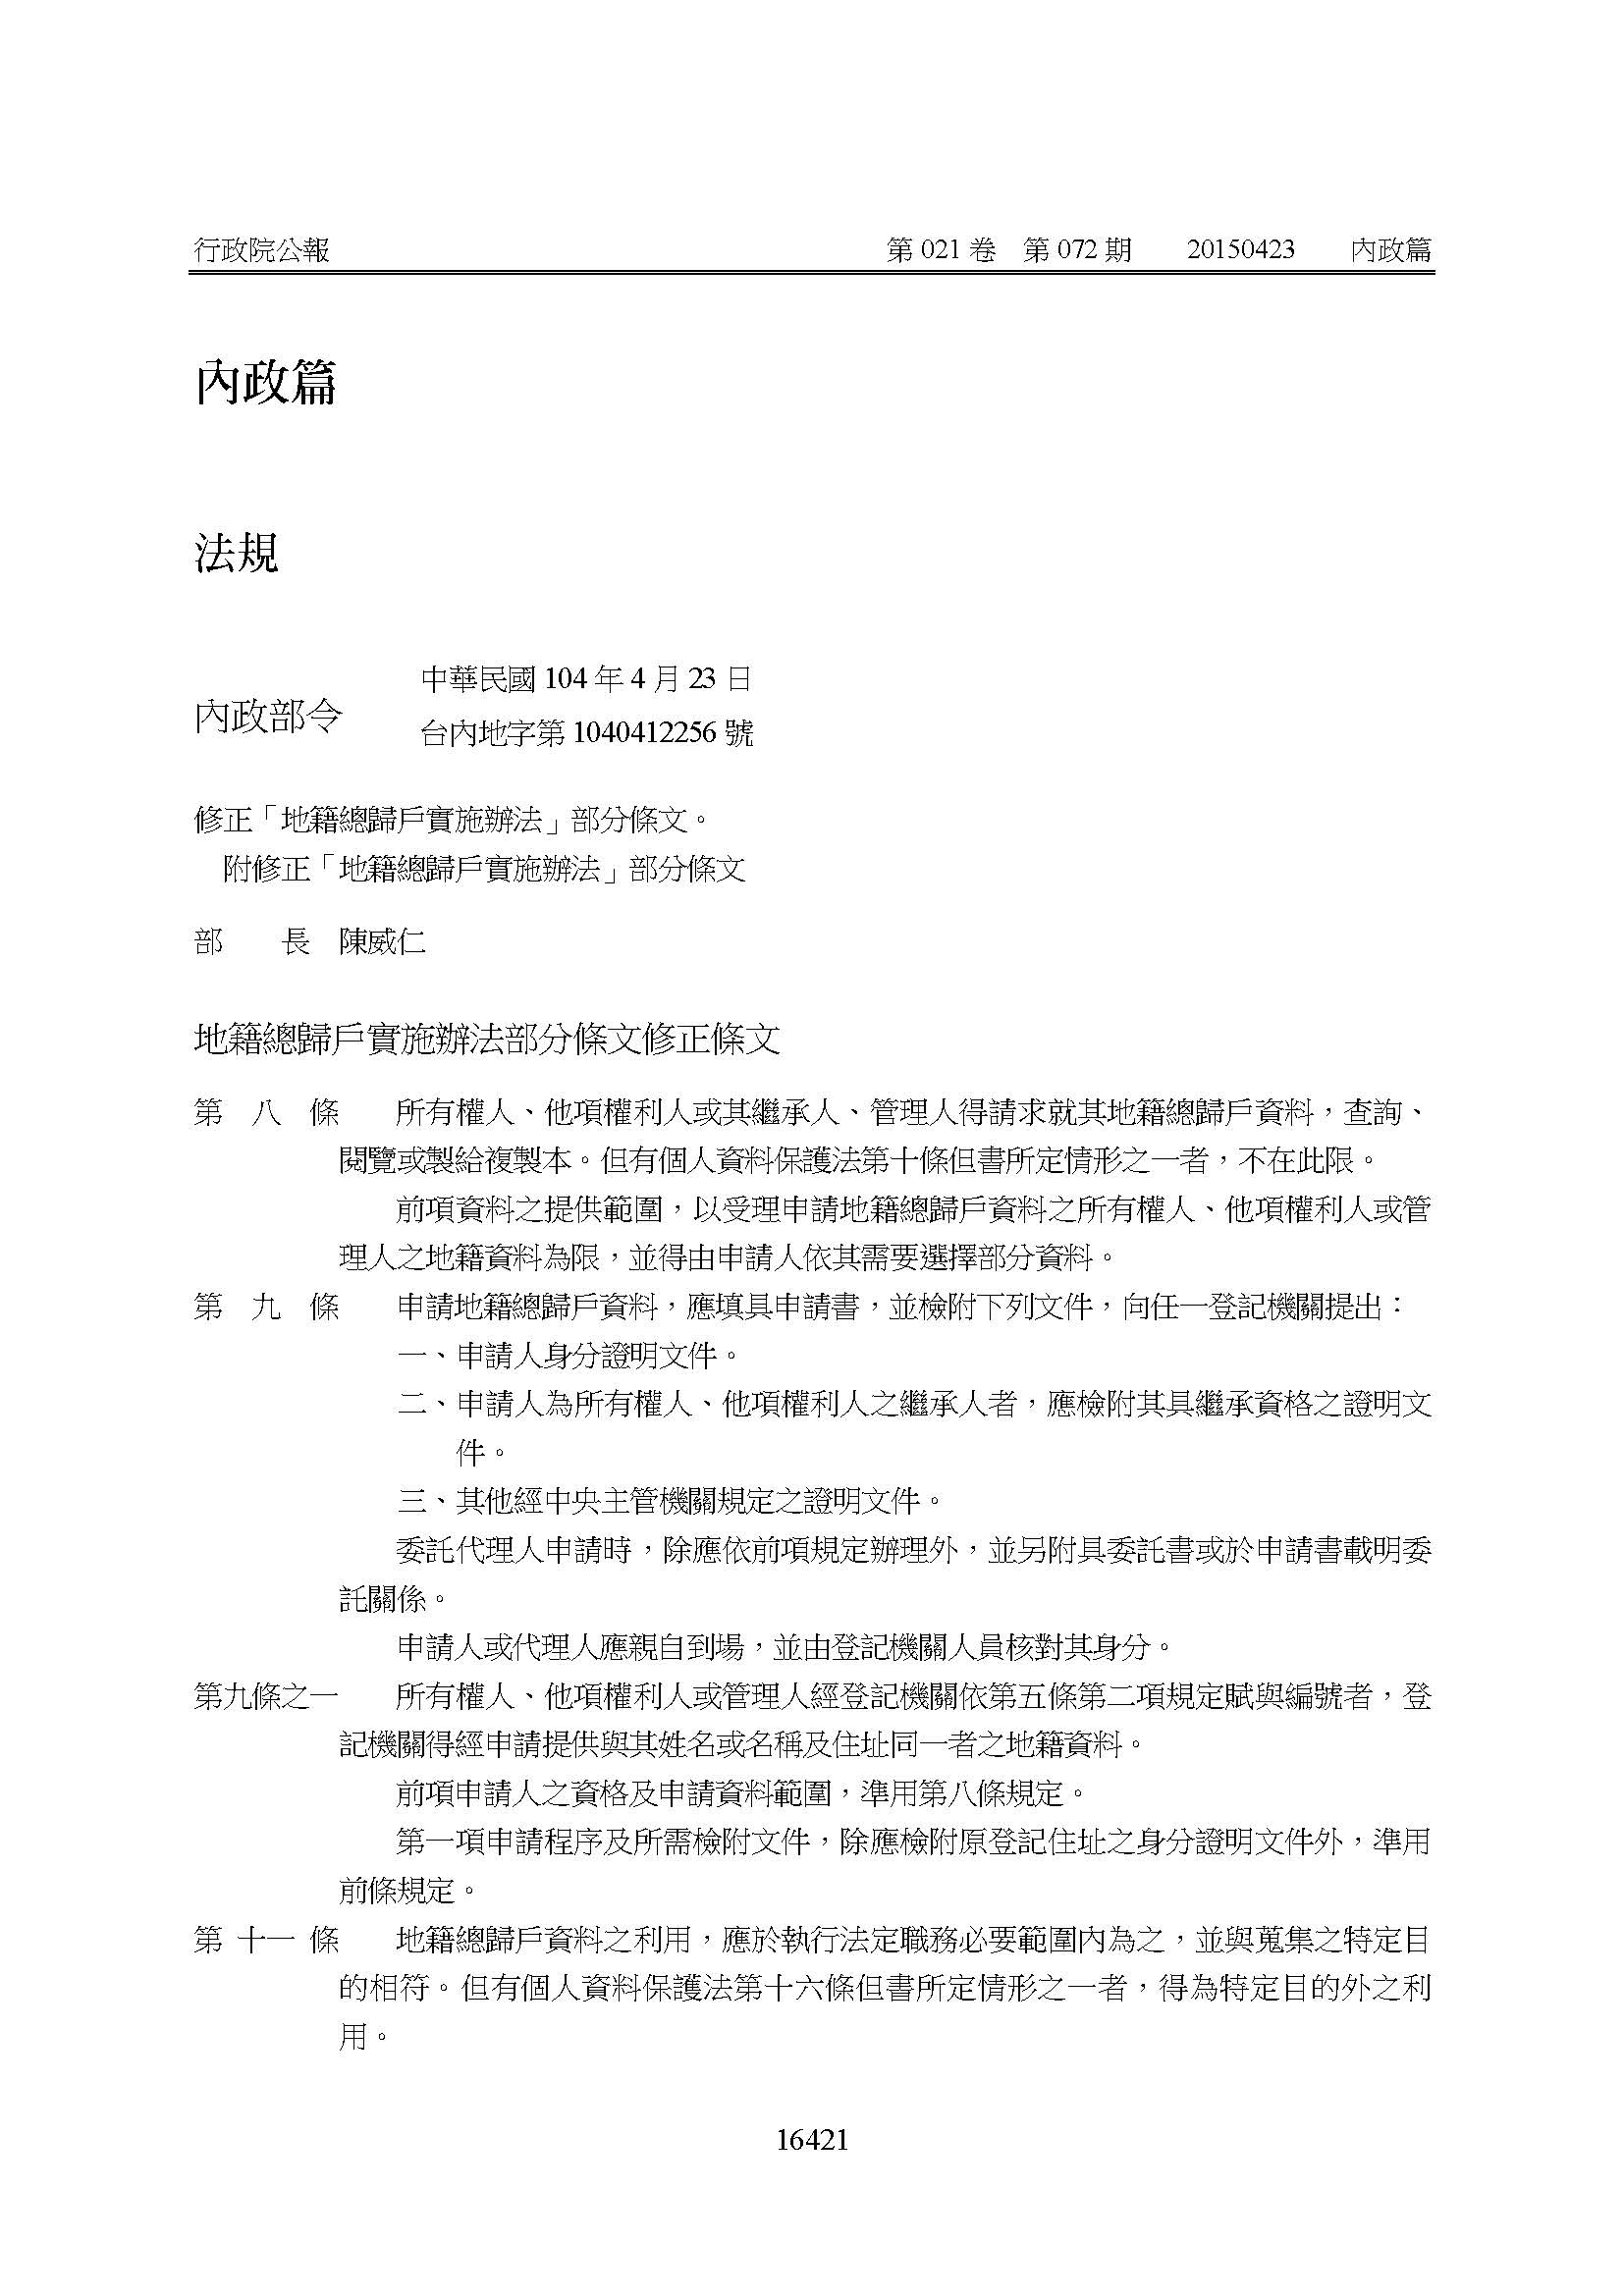 行政院公報　第 021 卷　第 072 期　20150423　內政篇
內政篇
法規
內政部令
中華民國 104 年 4 月 23 日
台內地字第 1040412256 號
修正「地籍總歸戶實施辦法」部分條文。
附修正「地籍總歸戶實施辦法」部分條文
部　　長　陳威仁
地籍總歸戶實施辦法部分條文修正條文
第　八　條　　所有權人、他項權利人或其繼承人、管理人得請求就其地籍總歸戶資料，查詢、
閱覽或製給複製本。但有個人資料保護法第十條但書所定情形之一者，不在此限。
前項資料之提供範圍，以受理申請地籍總歸戶資料之所有權人、他項權利人或管
理人之地籍資料為限，並得由申請人依其需要選擇部分資料。
第　九　條　　申請地籍總歸戶資料，應填具申請書，並檢附下列文件，向任一登記機關提出：
一、申請人身分證明文件。
二、申請人為所有權人、他項權利人之繼承人者，應檢附其具繼承資格之證明文
件。
三、其他經中央主管機關規定之證明文件。
委託代理人申請時，除應依前項規定辦理外，並另附具委託書或於申請書載明委
託關係。
申請人或代理人應親自到場，並由登記機關人員核對其身分。
第九條之一　　所有權人、他項權利人或管理人經登記機關依第五條第二項規定賦與編號者，登
記機關得經申請提供與其姓名或名稱及住址同一者之地籍資料。
前項申請人之資格及申請資料範圍，準用第八條規定。
第一項申請程序及所需檢附文件，除應檢附原登記住址之身分證明文件外，準用
前條規定。
第 十一 條　　地籍總歸戶資料之利用，應於執行法定職務必要範圍內為之，並與蒐集之特定目
的相符。但有個人資料保護法第十六條但書所定情形之一者，得為特定目的外之利
用。
16421